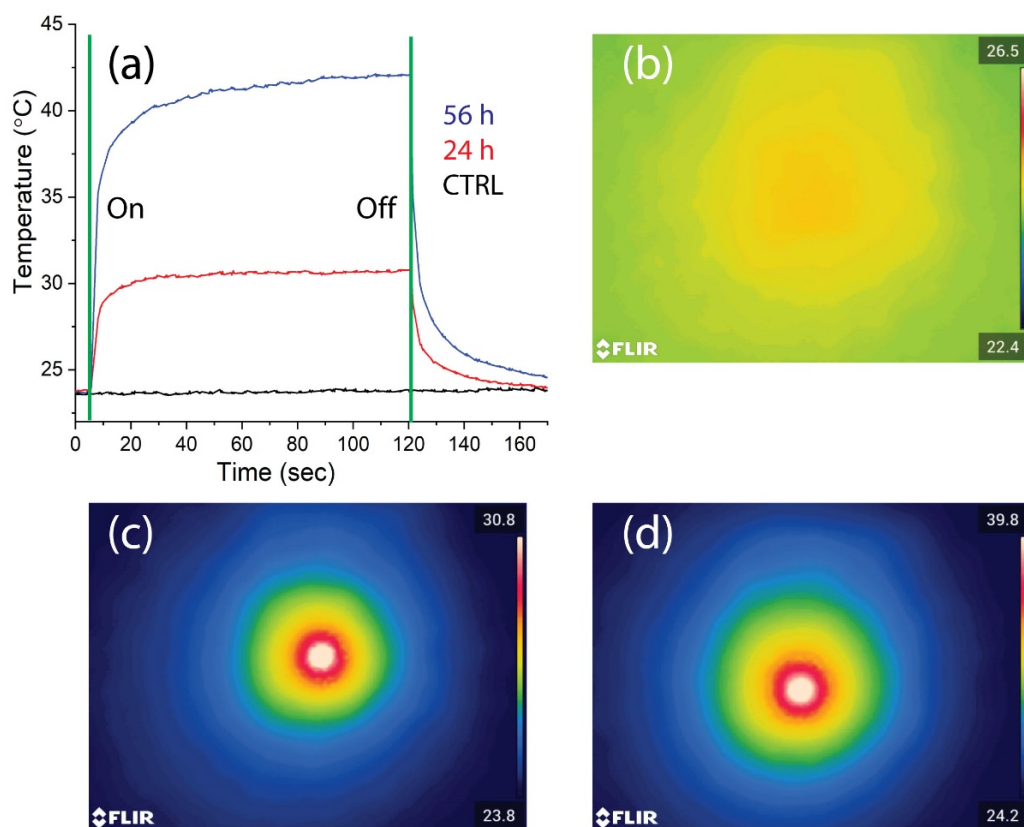 (a)
Temperature (°C)
45
40
35
30
25
On
Off
56 h
24 h
CTRL
0 20 40 60 80 100 120 140 160
Time (sec)
(b)
26.5
FLIR
22.4
(c)
30.8
FLIR
23.8
(d)
39.8
FLIR
24.2